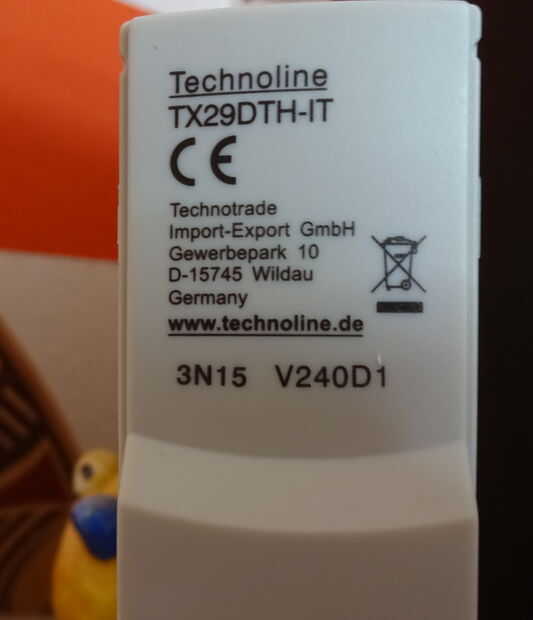 Technoline
TX29DTH-IT
CE
Technotrade
Import-Export GmbH
Gewerbepark 10
D-15745 Wildau
Germany
www.technoline.de
3N15 V240D1